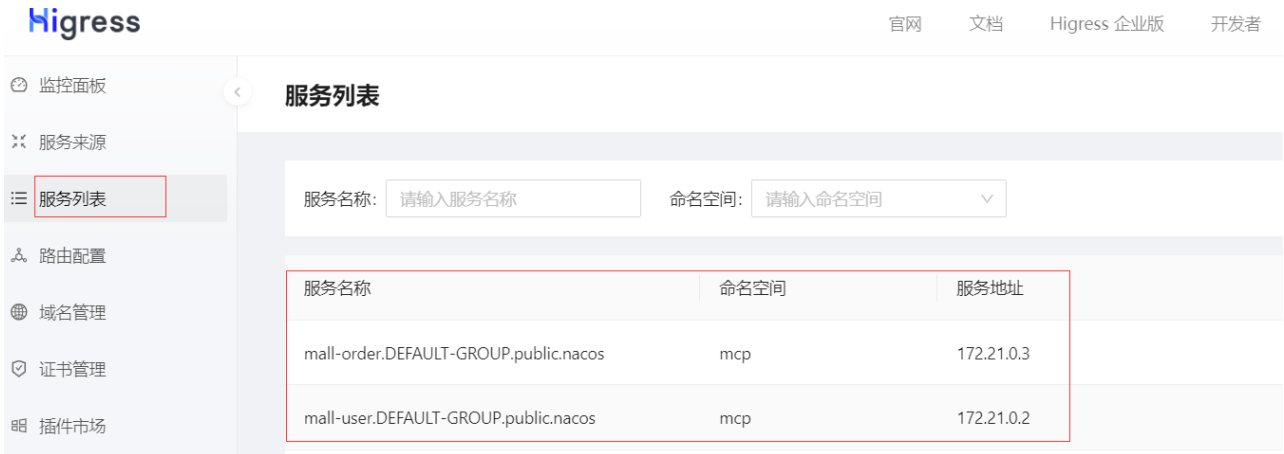 Higress
官网 文档 Higress 企业版 开发者
监控面板
服务来源
服务列表
路由配置
域名管理
证书管理
插件市场
服务列表
服务名称: 请输入服务名称 命名空间: 请输入命名空间
服务名称 命名空间 服务地址
mall-order.DEFAULT-GROUP.public.nacos mcp 172.21.0.3
mall-user.DEFAULT-GROUP.public.nacos mcp 172.21.0.2